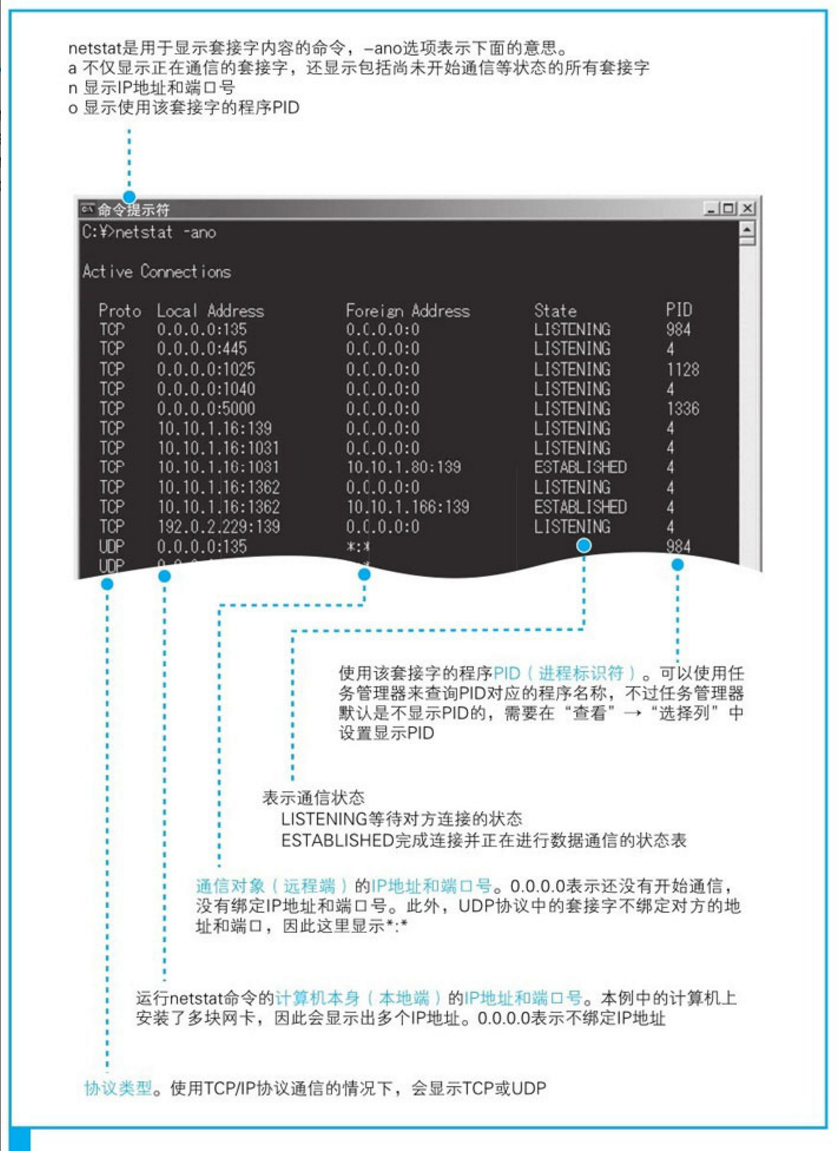 netstat是用于显示套接字内容的命令，–ano选项表示下面的意思。
a 不仅显示正在通信的套接字，还显示包括尚未开始通信等状态的所有套接字
n 显示IP地址和端口号
o 显示使用该套接字的程序PID
命令提示符
C:¥>netstat -ano
Active Connections
Proto Local Address Foreign Address State PID
TCP 0.0.0.0:135 0.0.0.0:0 LISTENING 984
TCP 0.0.0.0:445 0.0.0.0:0 LISTENING 4
TCP 0.0.0.0:1025 0.0.0.0:0 LISTENING 1128
TCP 0.0.0.0:1040 0.0.0.0:0 LISTENING 4
TCP 0.0.0.0:5000 0.0.0.0:0 LISTENING 1336
TCP 10.10.1.16:139 0.0.0.0:0 LISTENING 4
TCP 10.10.1.16:1031 0.0.0.0:0 LISTENING 4
TCP 10.10.1.16:1031 10.10.1.80:139 ESTABLISHED 4
TCP 10.10.1.16:1362 0.0.0.0:0 LISTENING 4
TCP 10.10.1.16:1362 10.10.1.166:139 ESTABLISHED 4
TCP 192.0.2.229:139 0.0.0.0:0 LISTENING 4
UDP 0.0.0.0:135 *:* 984
UDP
使用该套接字的程序PID（进程标识符）。可以使用任
务管理器来查询PID对应的程序名称，不过任务管理器
默认是不显示PID的，需要在“查看”→“选择列”中
设置显示PID
表示通信状态
LISTENING等待对方连接的状态
ESTABLISHED完成连接并正在进行数据通信的状态表
通信对象（远程端）的IP地址和端口号。0.0.0.0表示还没有开始通信，
没有绑定IP地址和端口号。此外，UDP协议中的套接字不绑定对方的地
址和端口，因此这里显示*:*
运行netstat命令的计算机本身（本地端）的IP地址和端口号。本例中的计算机上
安装了多块网卡，因此会显示出多个IP地址。0.0.0.0表示不绑定IP地址
协议类型。使用TCP/IP协议通信的情况下，会显示TCP或UDP